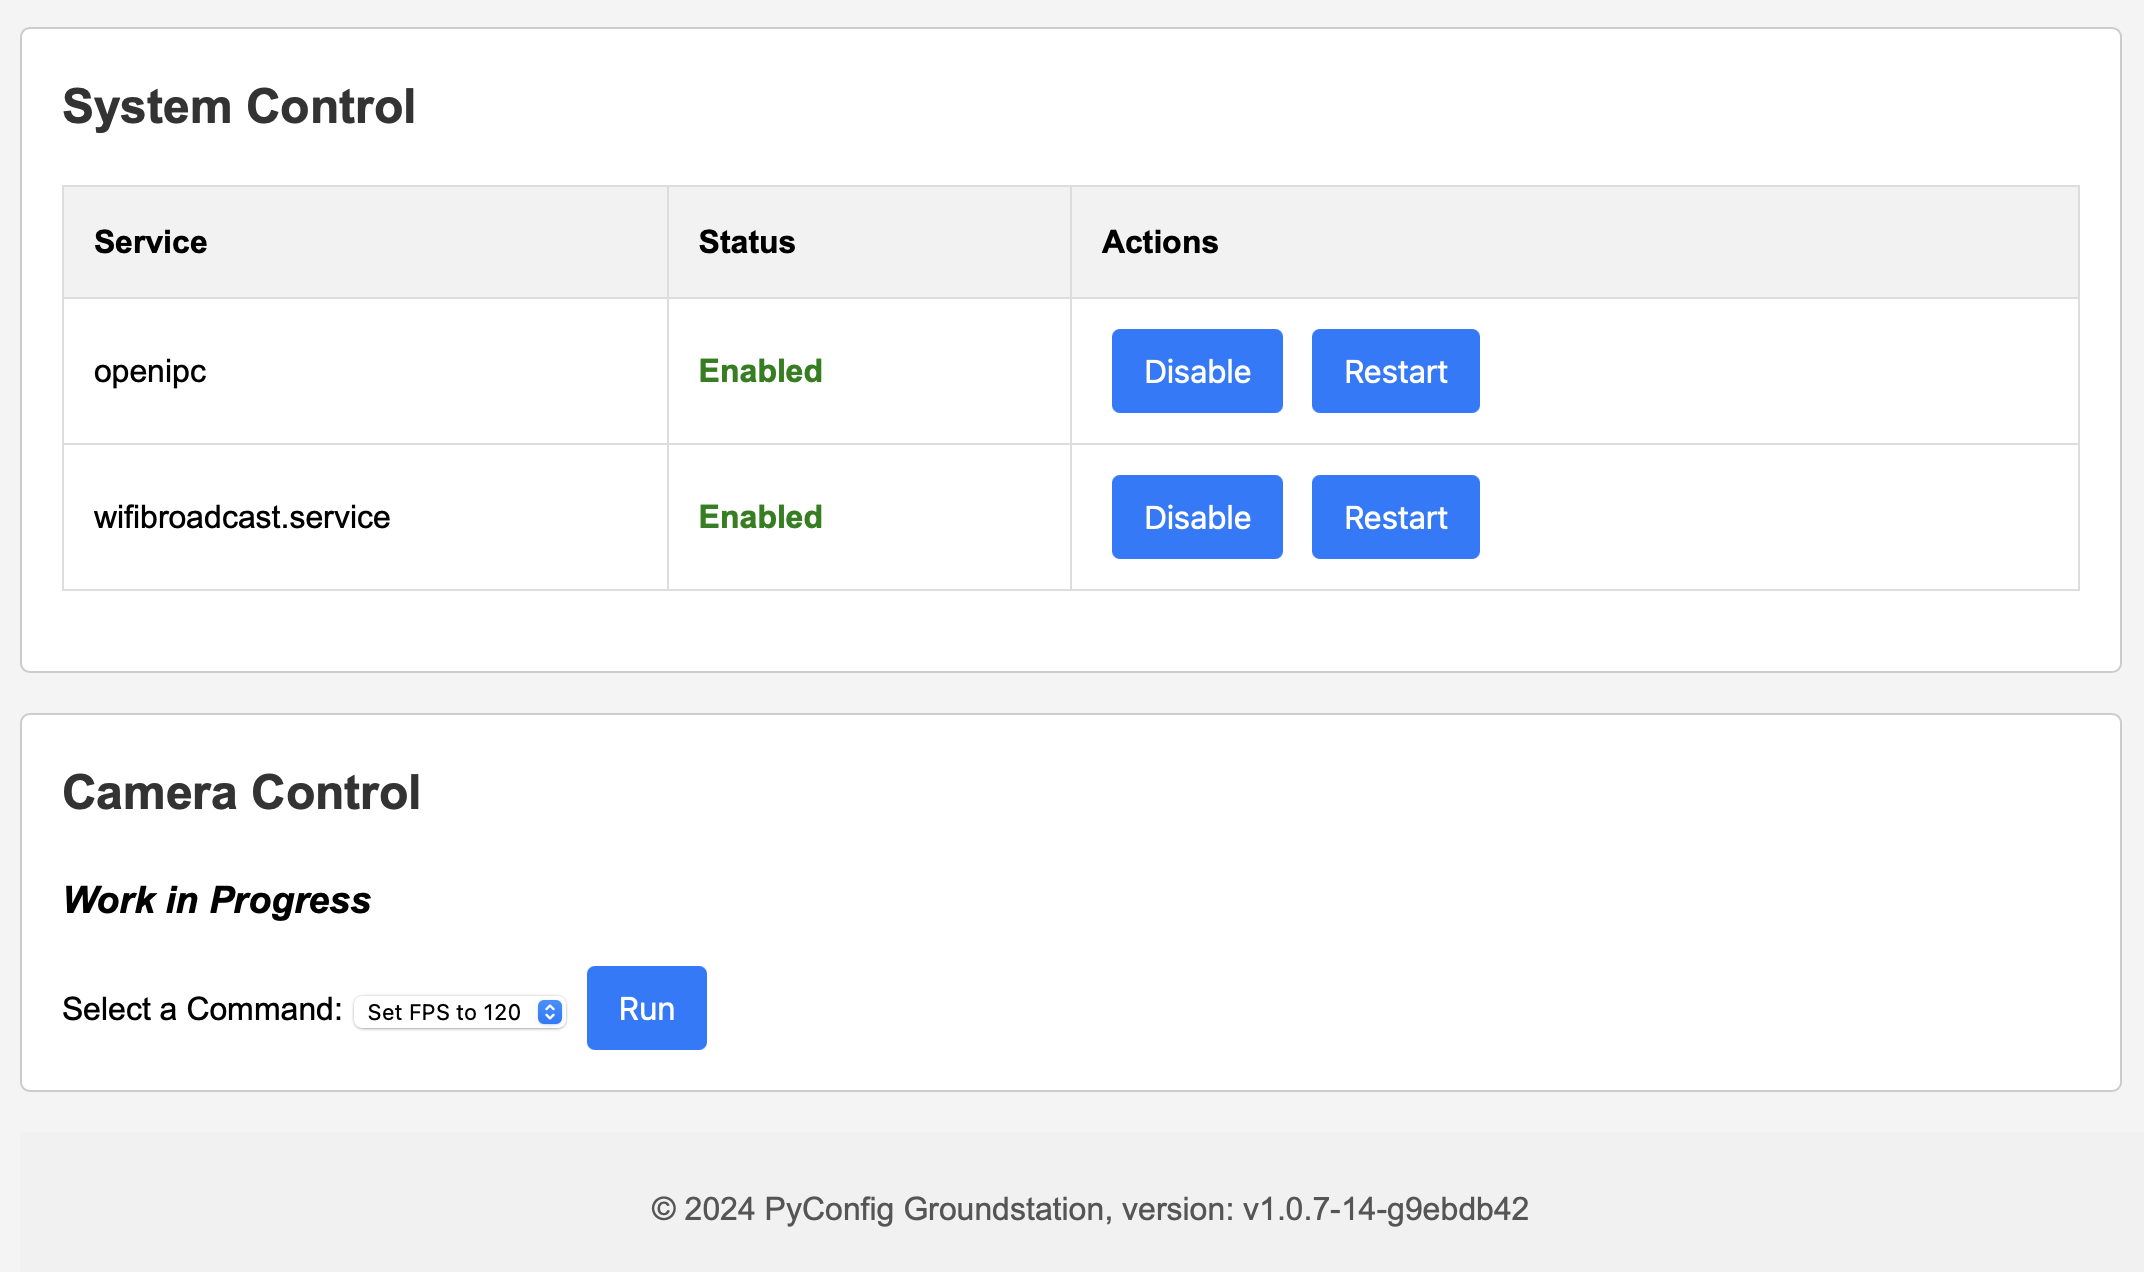 System Control
Service Status Actions
openipc Enabled Disable Restart
wifibroadcast.service Enabled Disable Restart
Camera Control
Work in Progress
Select a Command: Set FPS to 120 Run
© 2024 PyConfig Groundstation, version: v1.0.7-14-g9ebdb42